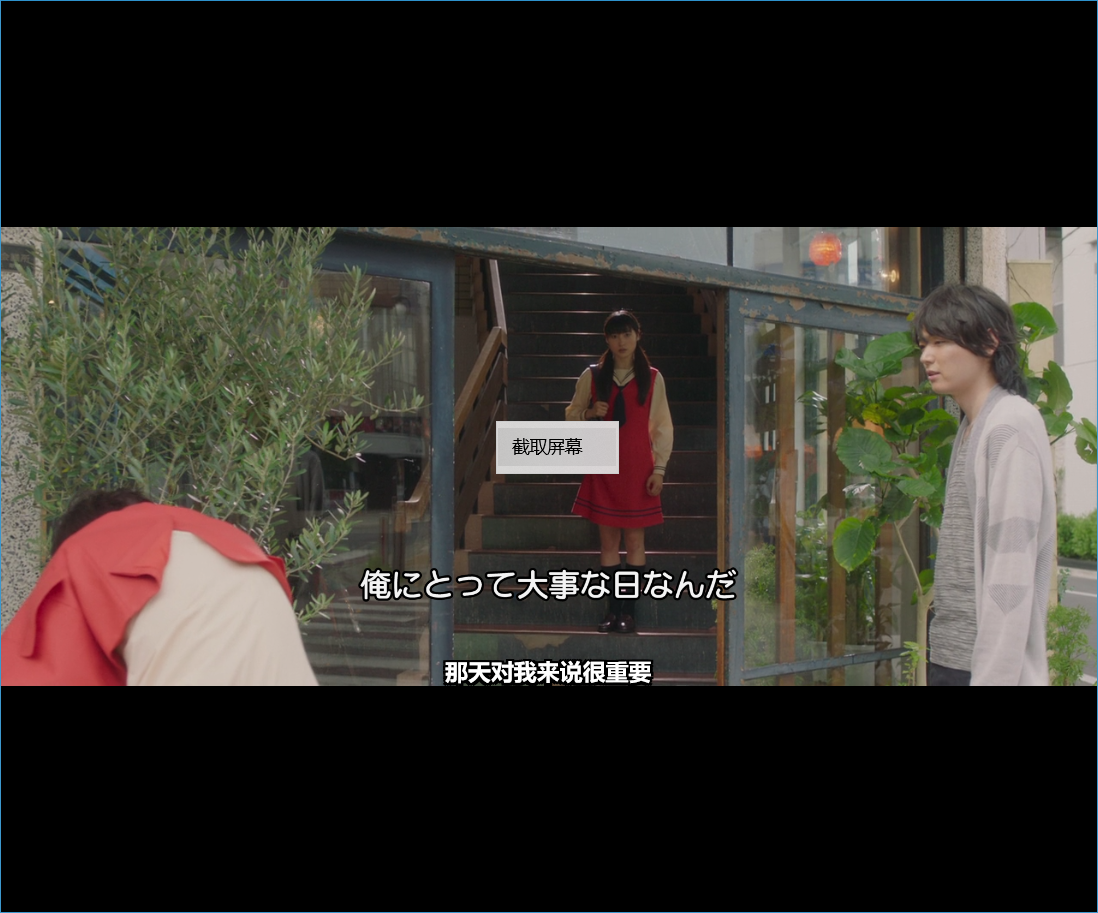 截取屏幕
俺にとって大事な日なんだ
那天对我来说很重要